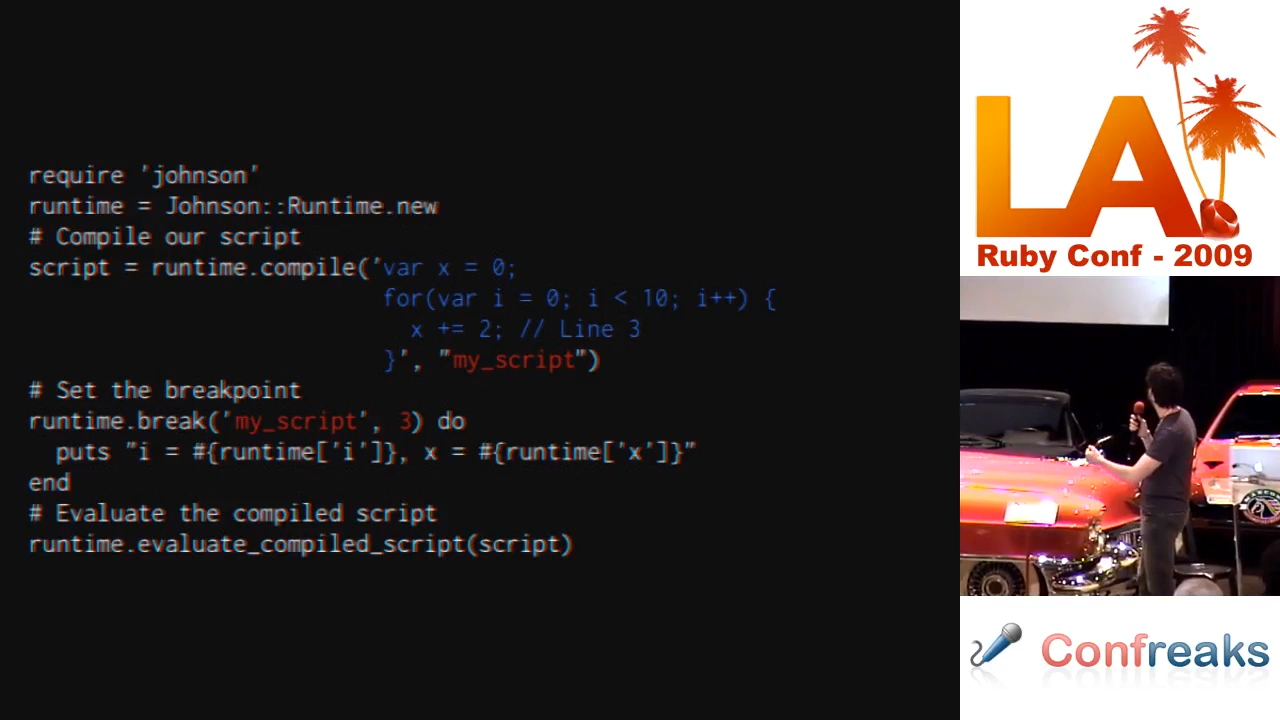 require 'johnson'
runtime = Johnson::Runtime.new
# Compile our script
script = runtime.compile('var x = 0;
for(var i = 0; i < 10; i++) {
x += 2; // Line 3
}', "my_script")
# Set the breakpoint
runtime.break('my_script', 3) do
puts "i = #{runtime['i']}, x = #{runtime['x']}"
end
# Evaluate the compiled script
runtime.evaluate_compiled_script(script)
LA
Ruby Conf - 2009
Confreaks